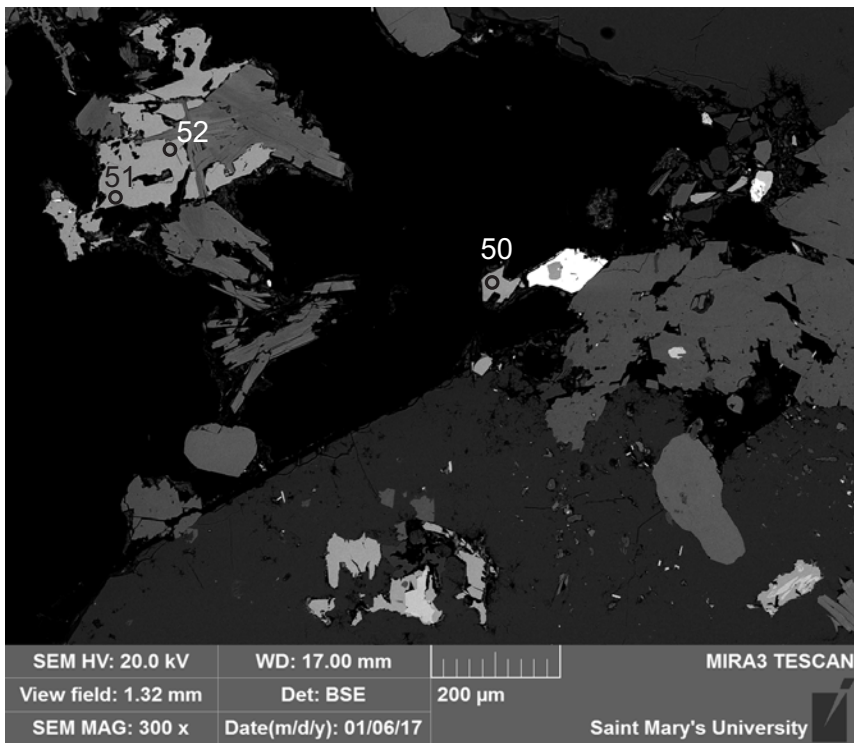 52
51
50
SEM HV: 20.0 kV
WD: 17.00 mm
MIRA3 TESCAN
View field: 1.32 mm
Det: BSE
200 µm
SEM MAG: 300 x
Date(m/d/y): 01/06/17
Saint Mary's University